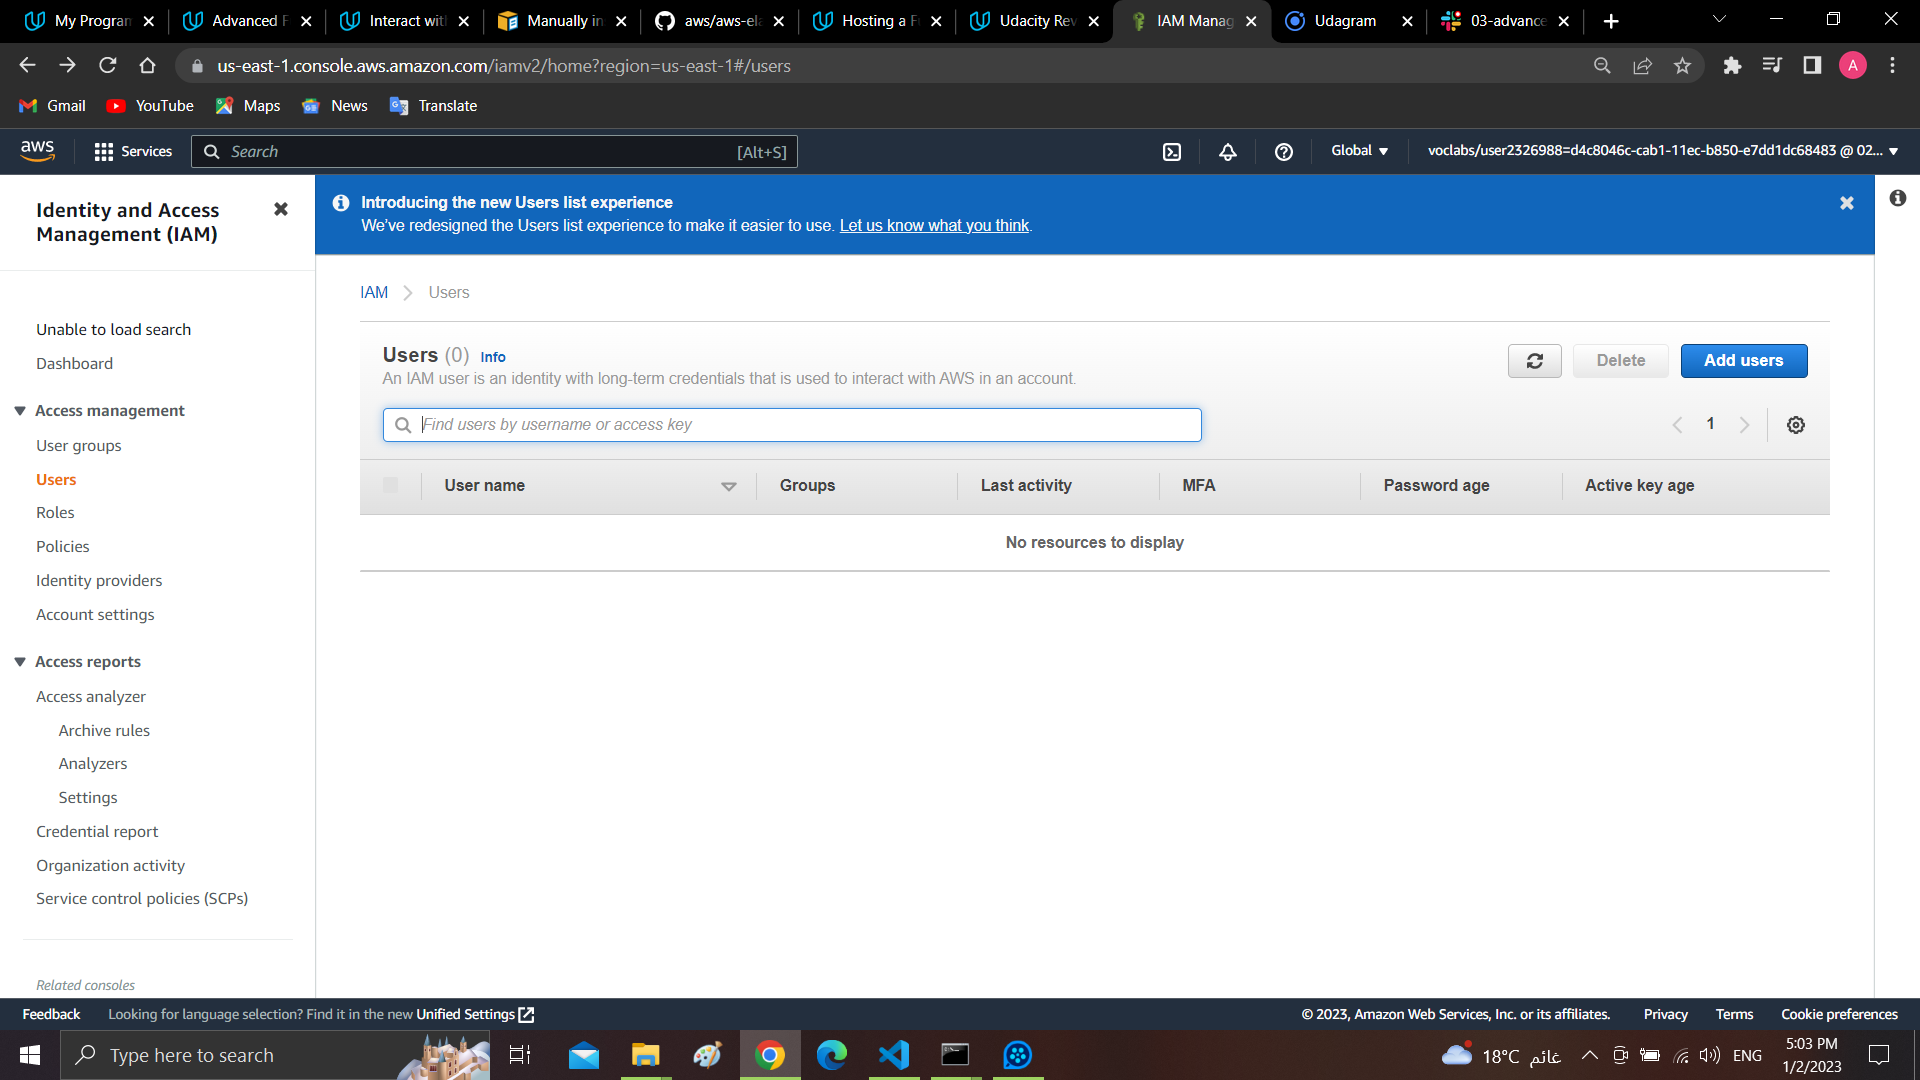 My Program
Advanced F
Interact wit
Manually in
aws/aws-ela
Hosting a F
Udacity Rev
IAM Manag
Udagram
03-advance
us-east-1.console.aws.amazon.com/iamv2/home?region=us-east-1#/users
A
Gmail
YouTube
Maps
News
Translate
aws
Services
Search
[Alt+S]
Global
voclabs/user2326988=d4c8046c-cab1-11ec-b850-e7dd1dc68483 @ 02...
Identity and Access
Management (IAM)
Introducing the new Users list experience
We've redesigned the Users list experience to make it easier to use. Let us know what you think.
Unable to load search
Dashboard
Access management
User groups
Users
Roles
Policies
Identity providers
Account settings
Access reports
Access analyzer
Archive rules
Analyzers
Settings
Credential report
Organization activity
Service control policies (SCPs)
Related consoles
IAM
Users
Users (0) Info
An IAM user is an identity with long-term credentials that is used to interact with AWS in an account.
Delete
Add users
Find users by username or access key
1
User name
Groups
Last activity
MFA
Password age
Active key age
No resources to display
Feedback
Looking for language selection? Find it in the new Unified Settings
© 2023, Amazon Web Services, Inc. or its affiliates.
Privacy
Terms
Cookie preferences
Type here to search
18°C غائم
ENG
5:03 PM
1/2/2023